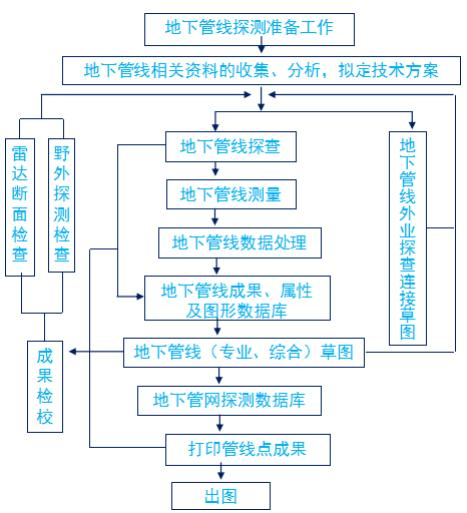 地下管线探测准备工作
地下管线相关资料的收集、分析，拟定技术方案
雷达断面检查
野外探测检查
地下管线探查
地下管线外业探查连接草图
地下管线测量
地下管线数据处理
地下管线成果、属性
及图形数据库
地下管线（专业、综合）草图
成果检校
地下管网探测数据库
打印管线点成果
出图